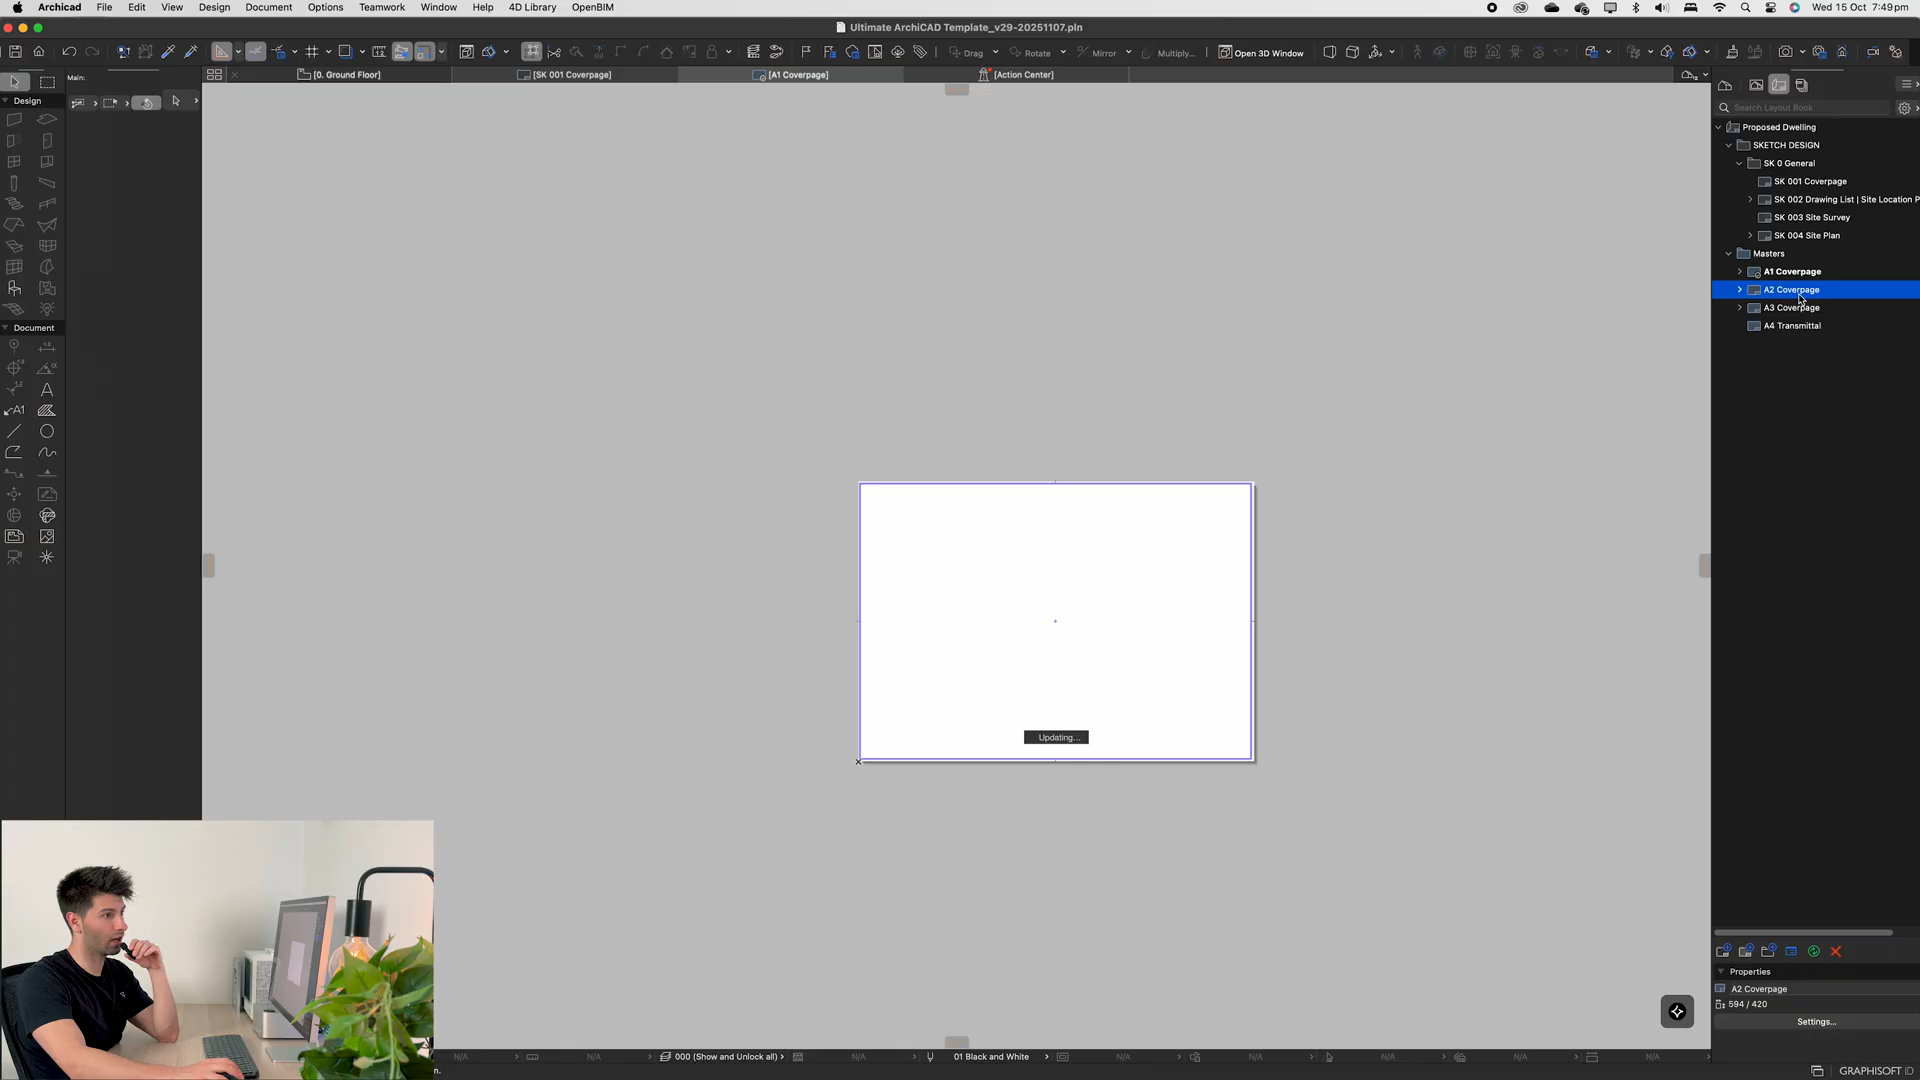 Archicad File Edit View Design Document Options Teamwork Window Help 4D Library OpenBIM
Wed 15 Oct 7:49pm
Ultimate ArchiCAD Template_v29-20251107.pln
Drag
Rotate
Mirror
Multiply...
Open 3D Window
Main:
[0. Ground Floor]
[SK 001 Coverpage]
[A1 Coverpage]
[Action Center]
Design
Document
A1
Search Layout Book
Proposed Dwelling
SKETCH DESIGN
SK 0 General
SK 001 Coverpage
SK 002 Drawing List | Site Location P
SK 003 Site Survey
SK 004 Site Plan
Masters
A1 Coverpage
A2 Coverpage
A3 Coverpage
A4 Transmittal
Updating...
Properties
A2 Coverpage
594 / 420
Settings...
N/A
N/A
000 (Show and Unlock all)
N/A
01 Black and White
N/A
N/A
N/A
N/A
N/A
n.
GRAPHISOFT ID